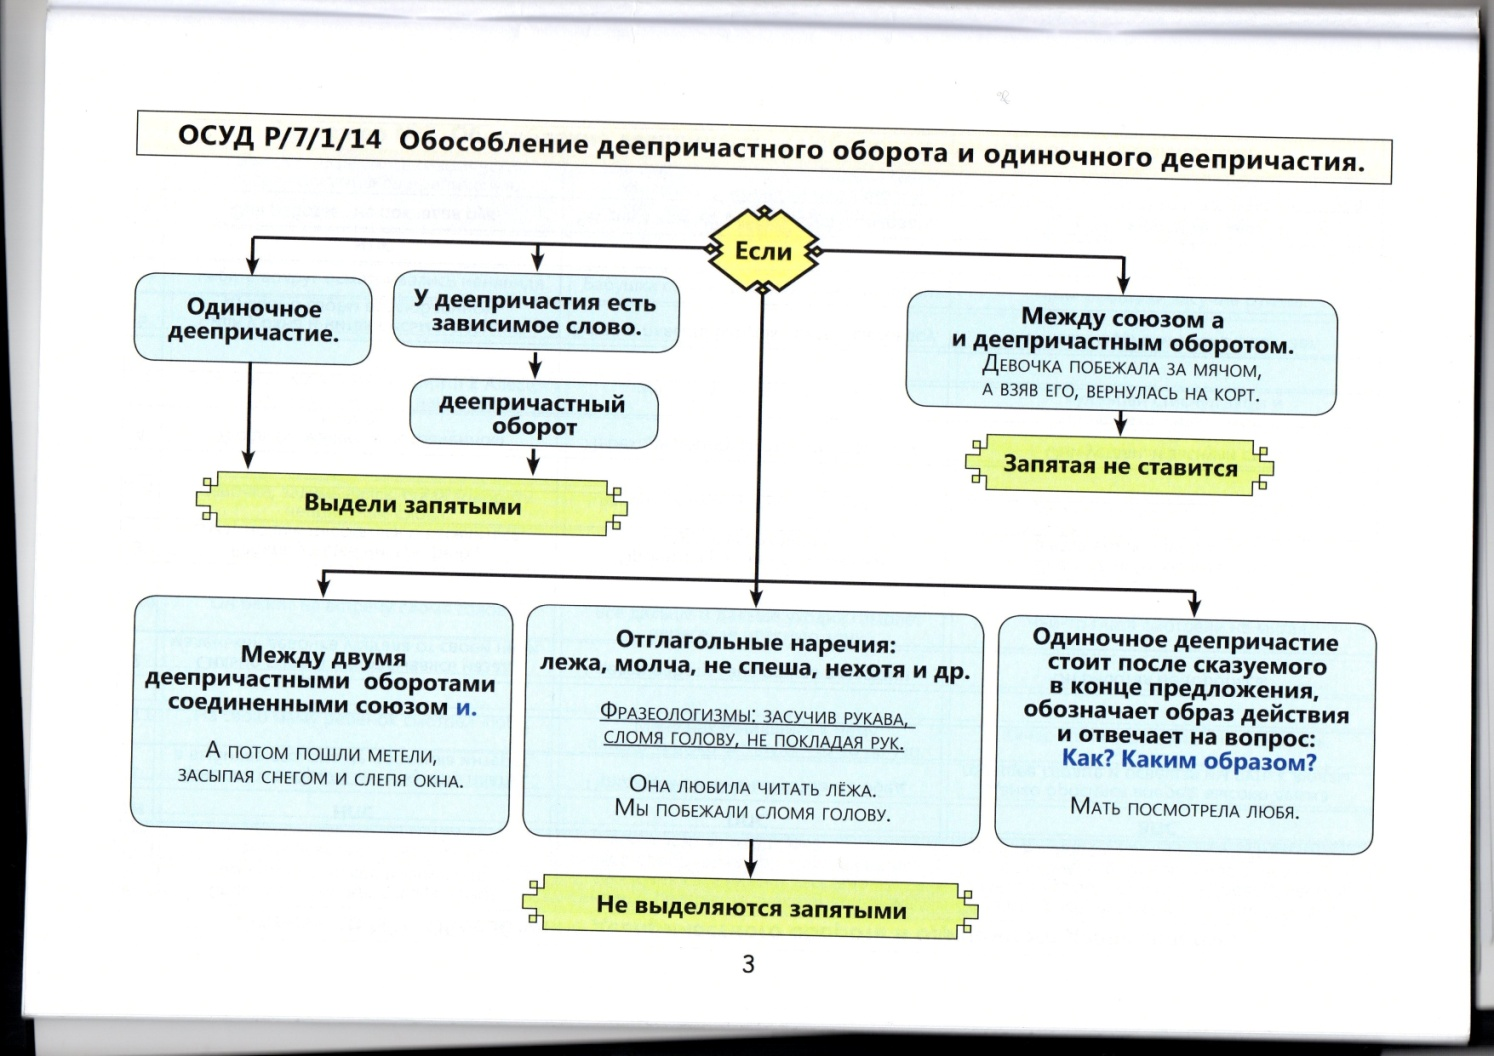 ОСУД Р/7/1/14 Обособление деепричастного оборота и одиночного деепричастия.
Если
Одиночное
деепричастие.
У деепричастия есть
зависимое слово.
деепричастный
оборот
Выдели запятыми
Между союзом а
и деепричастным оборотом.
Девочка побежала за мячом,
а взяв его, вернулась на корт.
Запятая не ставится
Между двумя
деепричастными оборотами
соединенными союзом и.
А потом пошли метели,
засыпая снегом и слепя окна.
Отглагольные наречия:
лежа, молча, не спеша, нехотя и др.
Фразеологизмы: засучив рукава,
сломя голову, не покладая рук.
Она любила читать лёжа.
Мы побежали сломя голову.
Одиночное деепричастие
стоит после сказуемого
в конце предложения,
обозначает образ действия
и отвечает на вопрос:
Как? Каким образом?
Мать посмотрела любя.
Не выделяются запятыми
3